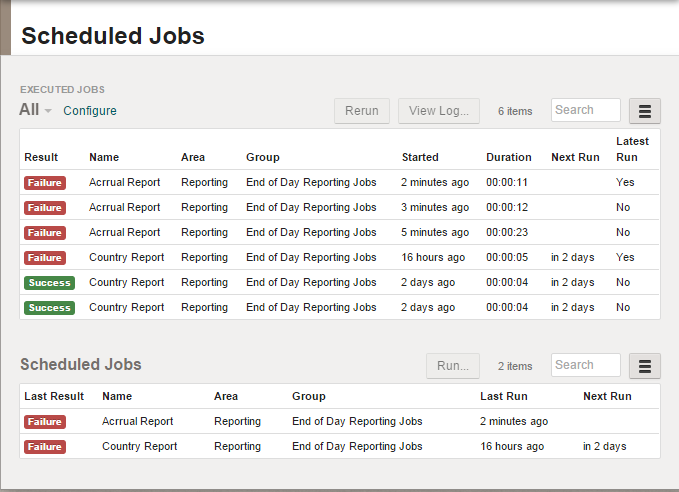 Scheduled Jobs
EXECUTED JOBS
All Configure Rerun View Log... 6 items Search
Result Name Area Group Started Duration Next Run Latest Run
Failure Acrrual Report Reporting End of Day Reporting Jobs 2 minutes ago 00:00:11 Yes
Failure Acrrual Report Reporting End of Day Reporting Jobs 3 minutes ago 00:00:12 No
Failure Acrrual Report Reporting End of Day Reporting Jobs 5 minutes ago 00:00:23 No
Failure Country Report Reporting End of Day Reporting Jobs 16 hours ago 00:00:05 in 2 days Yes
Success Country Report Reporting End of Day Reporting Jobs 2 days ago 00:00:04 in 2 days No
Success Country Report Reporting End of Day Reporting Jobs 2 days ago 00:00:04 in 2 days No
Scheduled Jobs Run... 2 items Search
Last Result Name Area Group Last Run Next Run
Failure Acrrual Report Reporting End of Day Reporting Jobs 2 minutes ago
Failure Country Report Reporting End of Day Reporting Jobs 16 hours ago in 2 days